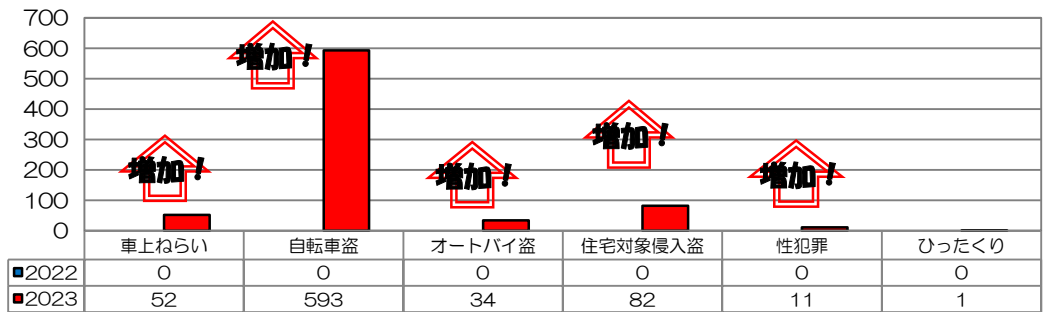 700
600
500
400
300
200
100
0
増加！
増加！
増加！
増加！
増加！
車上ねらい 自転車盗 オートバイ盗 住宅対象侵入盗 性犯罪 ひったくり
2022 0 0 0 0 0 0
2023 52 593 34 82 11 1